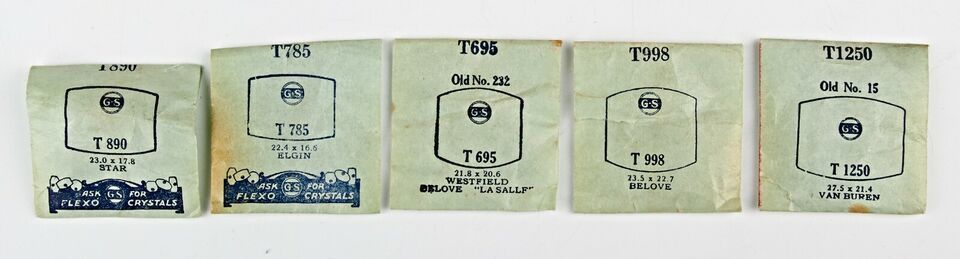 T890
G-S
T 890
23.0 x 17.8
STAR
ASK G-S FOR
FLEXO CRYSTALS
T785
G-S
T 785
22.4 x 16.6
ELGIN
ASK G-S FOR
FLEXO CRYSTALS
T695
Old No. 232
G-S
T 695
21.8 x 20.6
WESTFIELD
BELOVE "LA SALLE"
T998
G-S
T 998
23.5 x 22.7
BELOVE
T1250
Old No. 15
G-S
T 1250
27.5 x 21.4
VAN BUREN